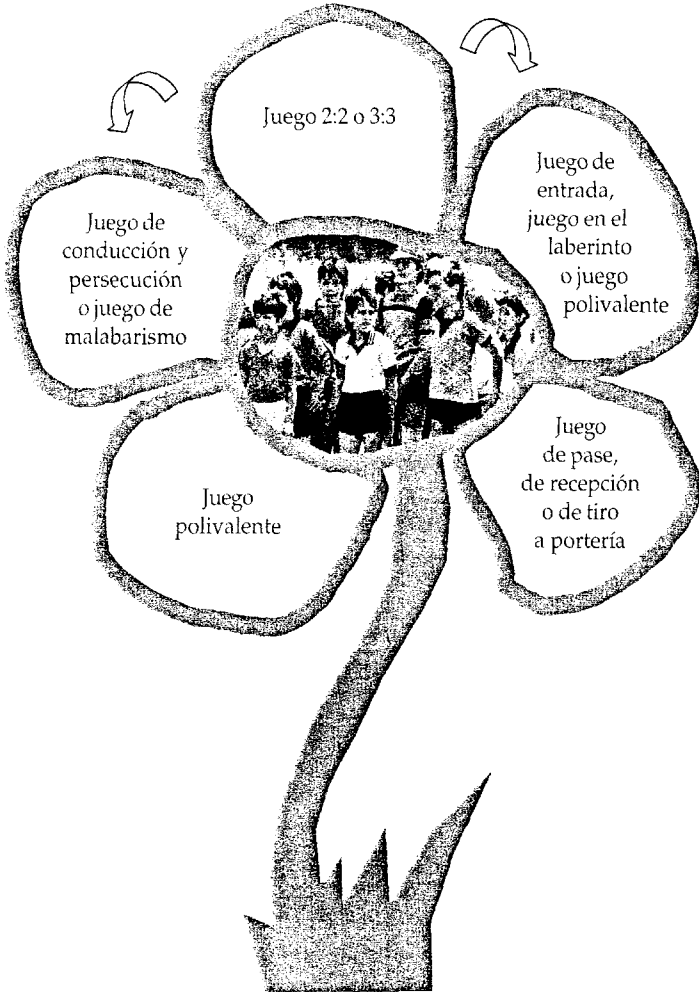 Juego 2:2 o 3:3
Juego de
entrada,
juego en el
laberinto
o juego
polivalente
Juego de
conducción y
persecución
o juego de
malabarismo
Juego
de pase,
de recepción
o de tiro
a portería
Juego
polivalente